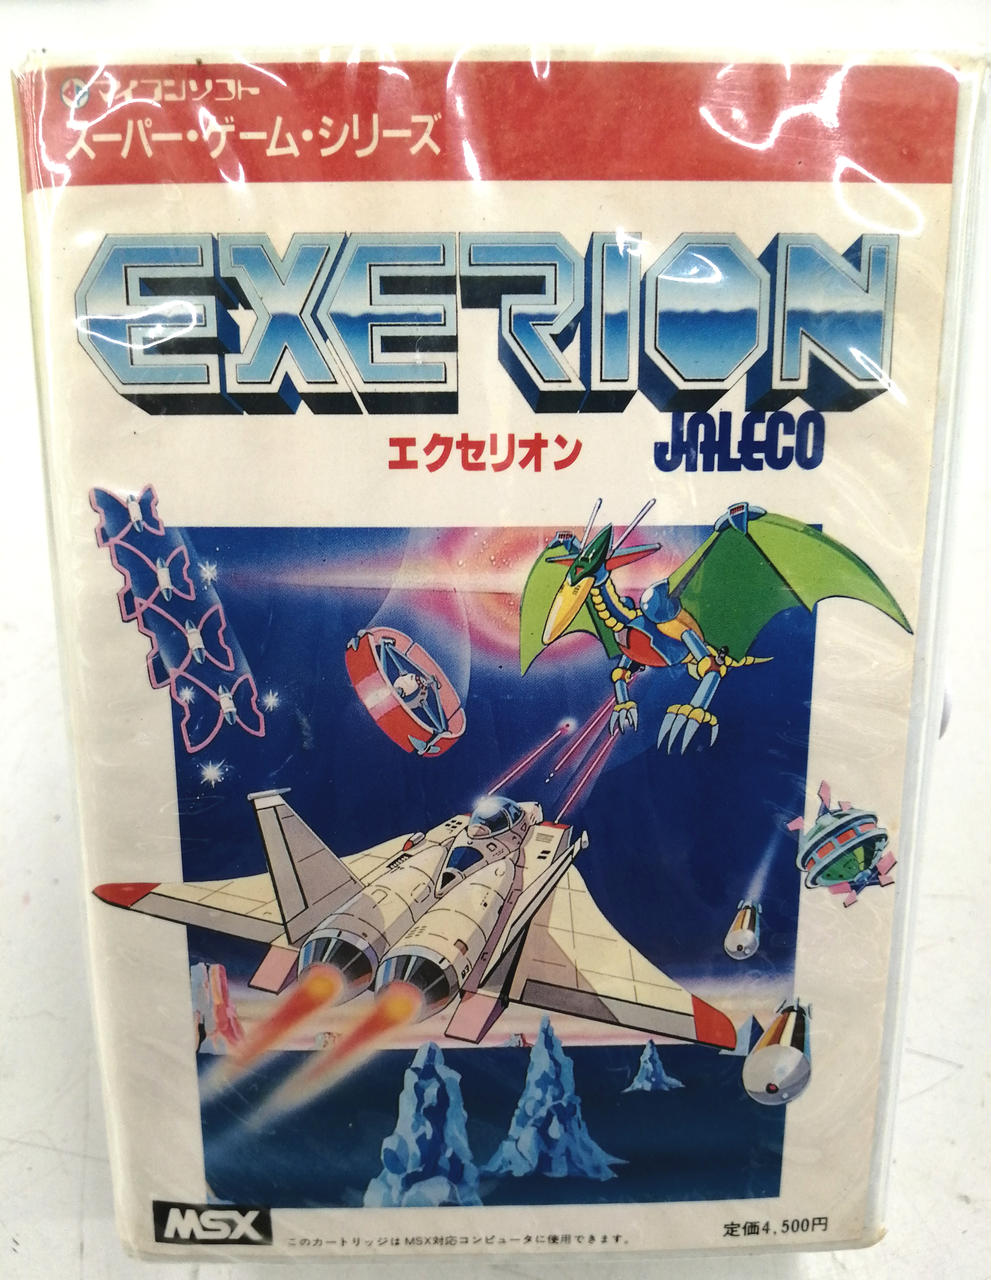 マイコンソフト
スーパー・ゲーム・シリーズ
EXERION
エクセリオン
JALECO
MSX
このカートリッジはMSX対応コンピュータに使用できます。
定価4,500円